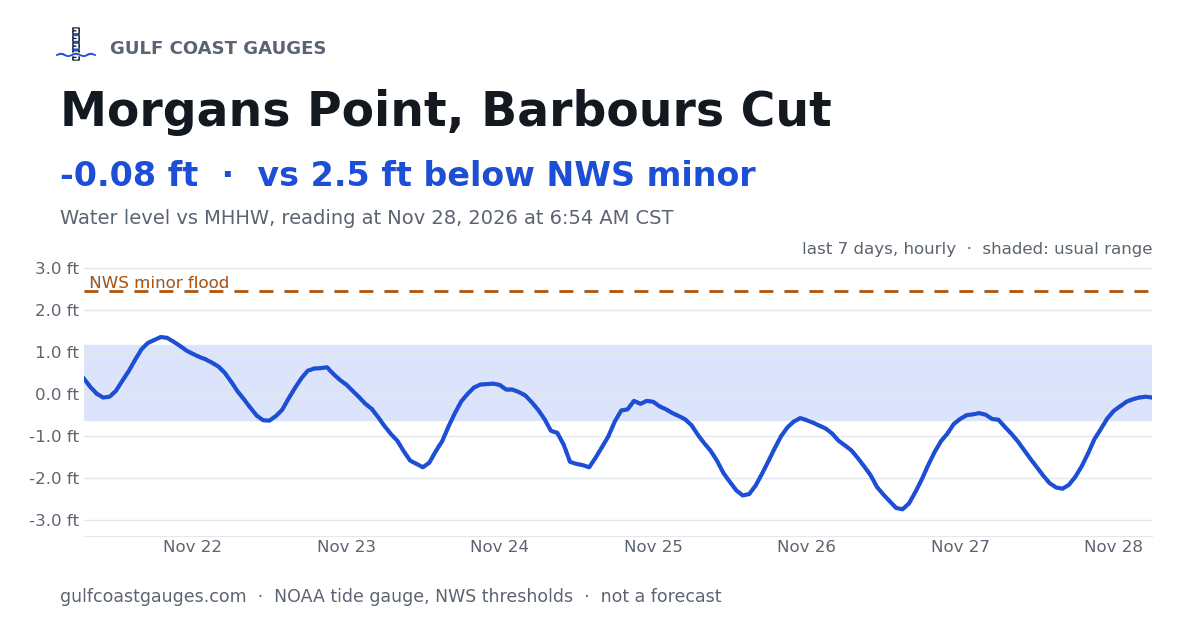 GULF COAST GAUGES
Morgans Point, Barbours Cut
-0.08 ft · vs 2.5 ft below NWS minor
Water level vs MHHW, reading at Nov 28, 2026 at 6:54 AM CST
last 7 days, hourly · shaded: usual range
3.0 ft
NWS minor flood
2.0 ft
1.0 ft
0.0 ft
-1.0 ft
-2.0 ft
-3.0 ft
Nov 22 Nov 23 Nov 24 Nov 25 Nov 26 Nov 27 Nov 28
gulfcoastgauges.com · NOAA tide gauge, NWS thresholds · not a forecast